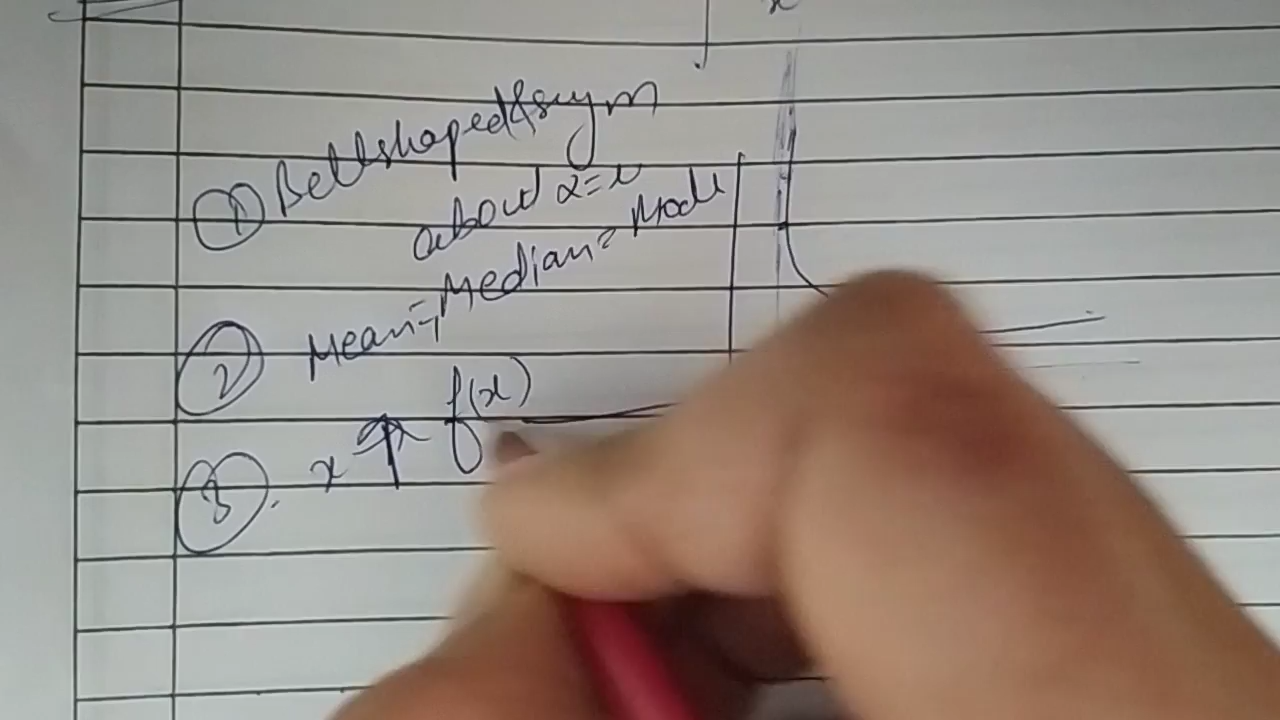 ① Bellshaped & sym
about x=
Mean = Median = Mode
② 
③ x ↑ f(x)